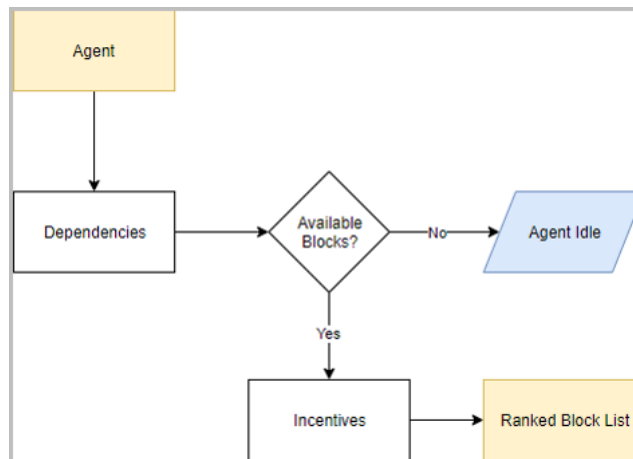 Agent
Dependencies
Available
Blocks?
No
Agent Idle
Yes
Incentives
Ranked Block List